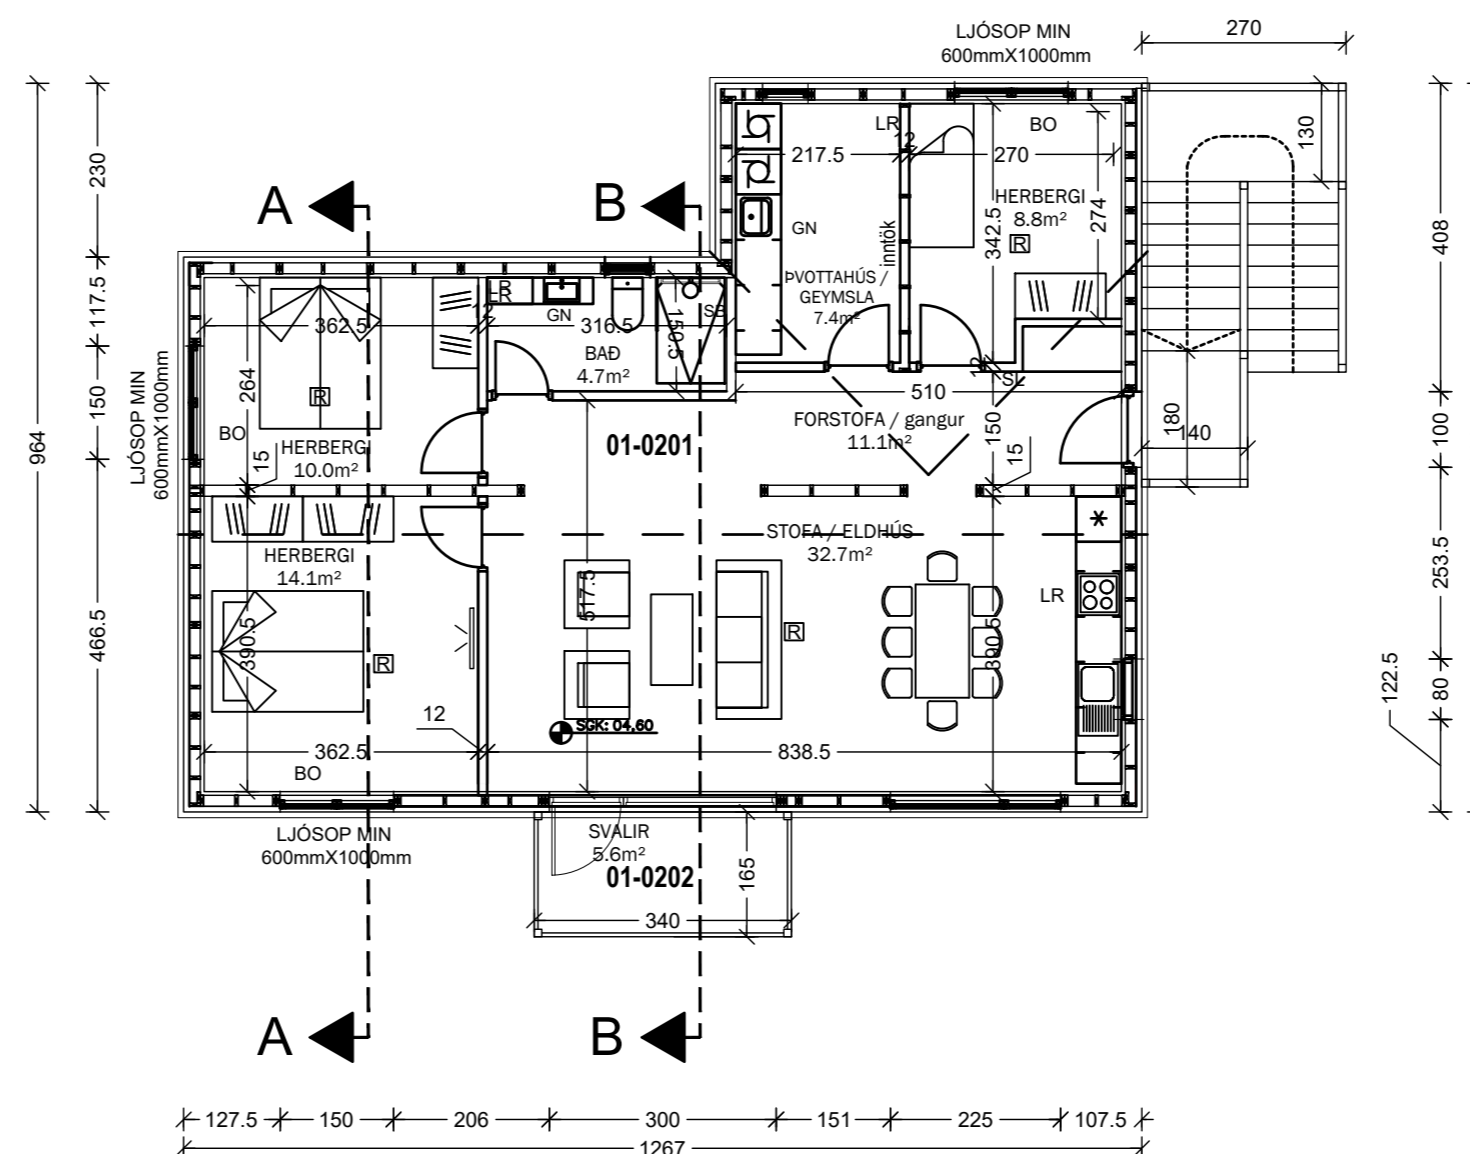 LJÓSOP MIN
600mmX1000mm
270
130
230
117.5
150
466.5
964
LJÓSOP MIN
600mmX1000mm
A
B
217.5
12
270
LR
BO
HERBERGI
8.8m²
R
342.5
274
GN
inntök
ÞVOTTAHÚS /
GEYMSLA
7.4m²
408
100
253.5
80
122.5
362.5
12
316.5
LR
LR
GN
SB
150.5
BAÐ
4.7m²
264
R
BO
HERBERGI
10.0m²
15
12
SL
510
FORSTOFA / gangur
11.1m²
150
15
180
140
01-0201
STOFA / ELDHÚS
32.7m²
HERBERGI
14.1m²
517.5
LR
390.5
R
R
390.5
12
SGK: 04.60
362.5
838.5
BO
LJÓSOP MIN
600mmX1000mm
SVALIR
5.6m²
01-0202
165
340
A
B
127.5
150
206
300
151
225
107.5
1267